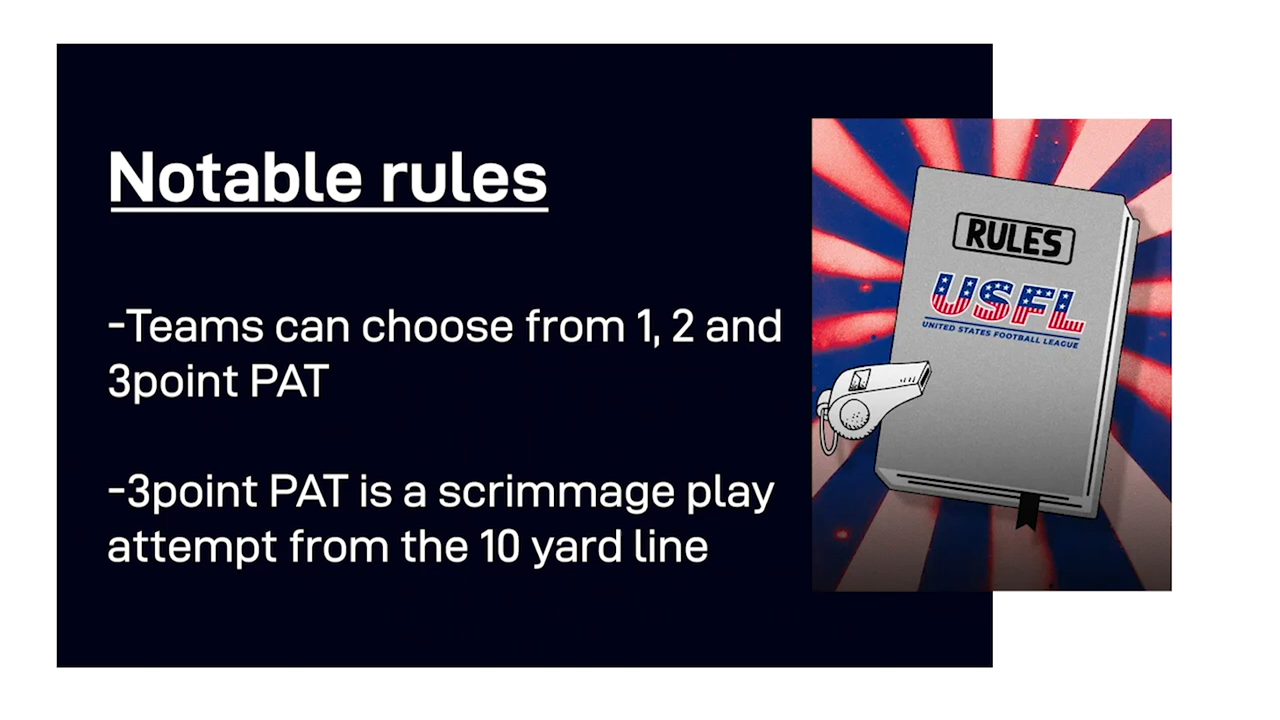 Notable rules
-Teams can choose from 1, 2 and
3point PAT
-3point PAT is a scrimmage play
attempt from the 10 yard line
RULES
USFL
UNITED STATES FOOTBALL LEAGUE